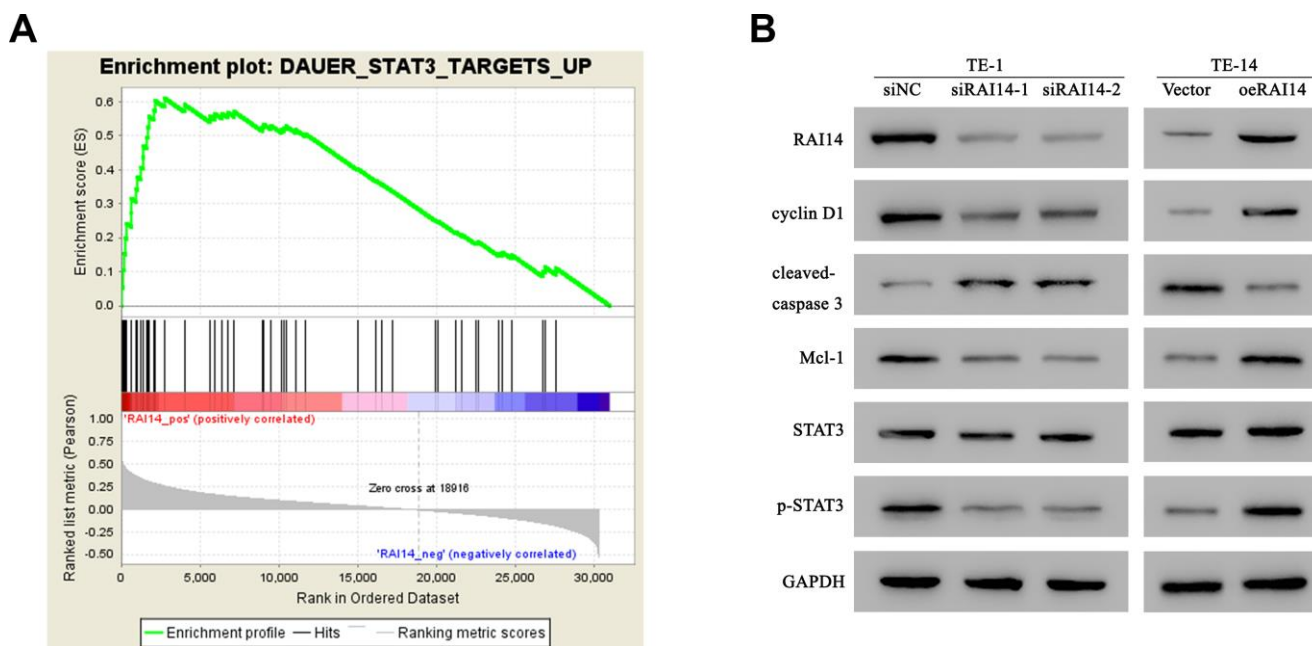 A
Enrichment plot: DAUER_STAT3_TARGETS_UP
Enrichment score (ES)
0.6
0.5
0.4
0.3
0.2
0.1
0.0
'RAI14_pos' (positively correlated)
Ranked list metric (Pearson)
1.00
0.75
0.50
0.25
0.00
-0.25
-0.50
Zero cross at 18916
'RAI14_neg' (negatively correlated)
0 5,000 10,000 15,000 20,000 25,000 30,000
Rank in Ordered Dataset
Enrichment profile Hits Ranking metric scores
B
TE-1 TE-14
siNC siRAI14-1 siRAI14-2 Vector oeRAI14
RAI14
cyclin D1
cleaved-
caspase 3
Mcl-1
STAT3
p-STAT3
GAPDH